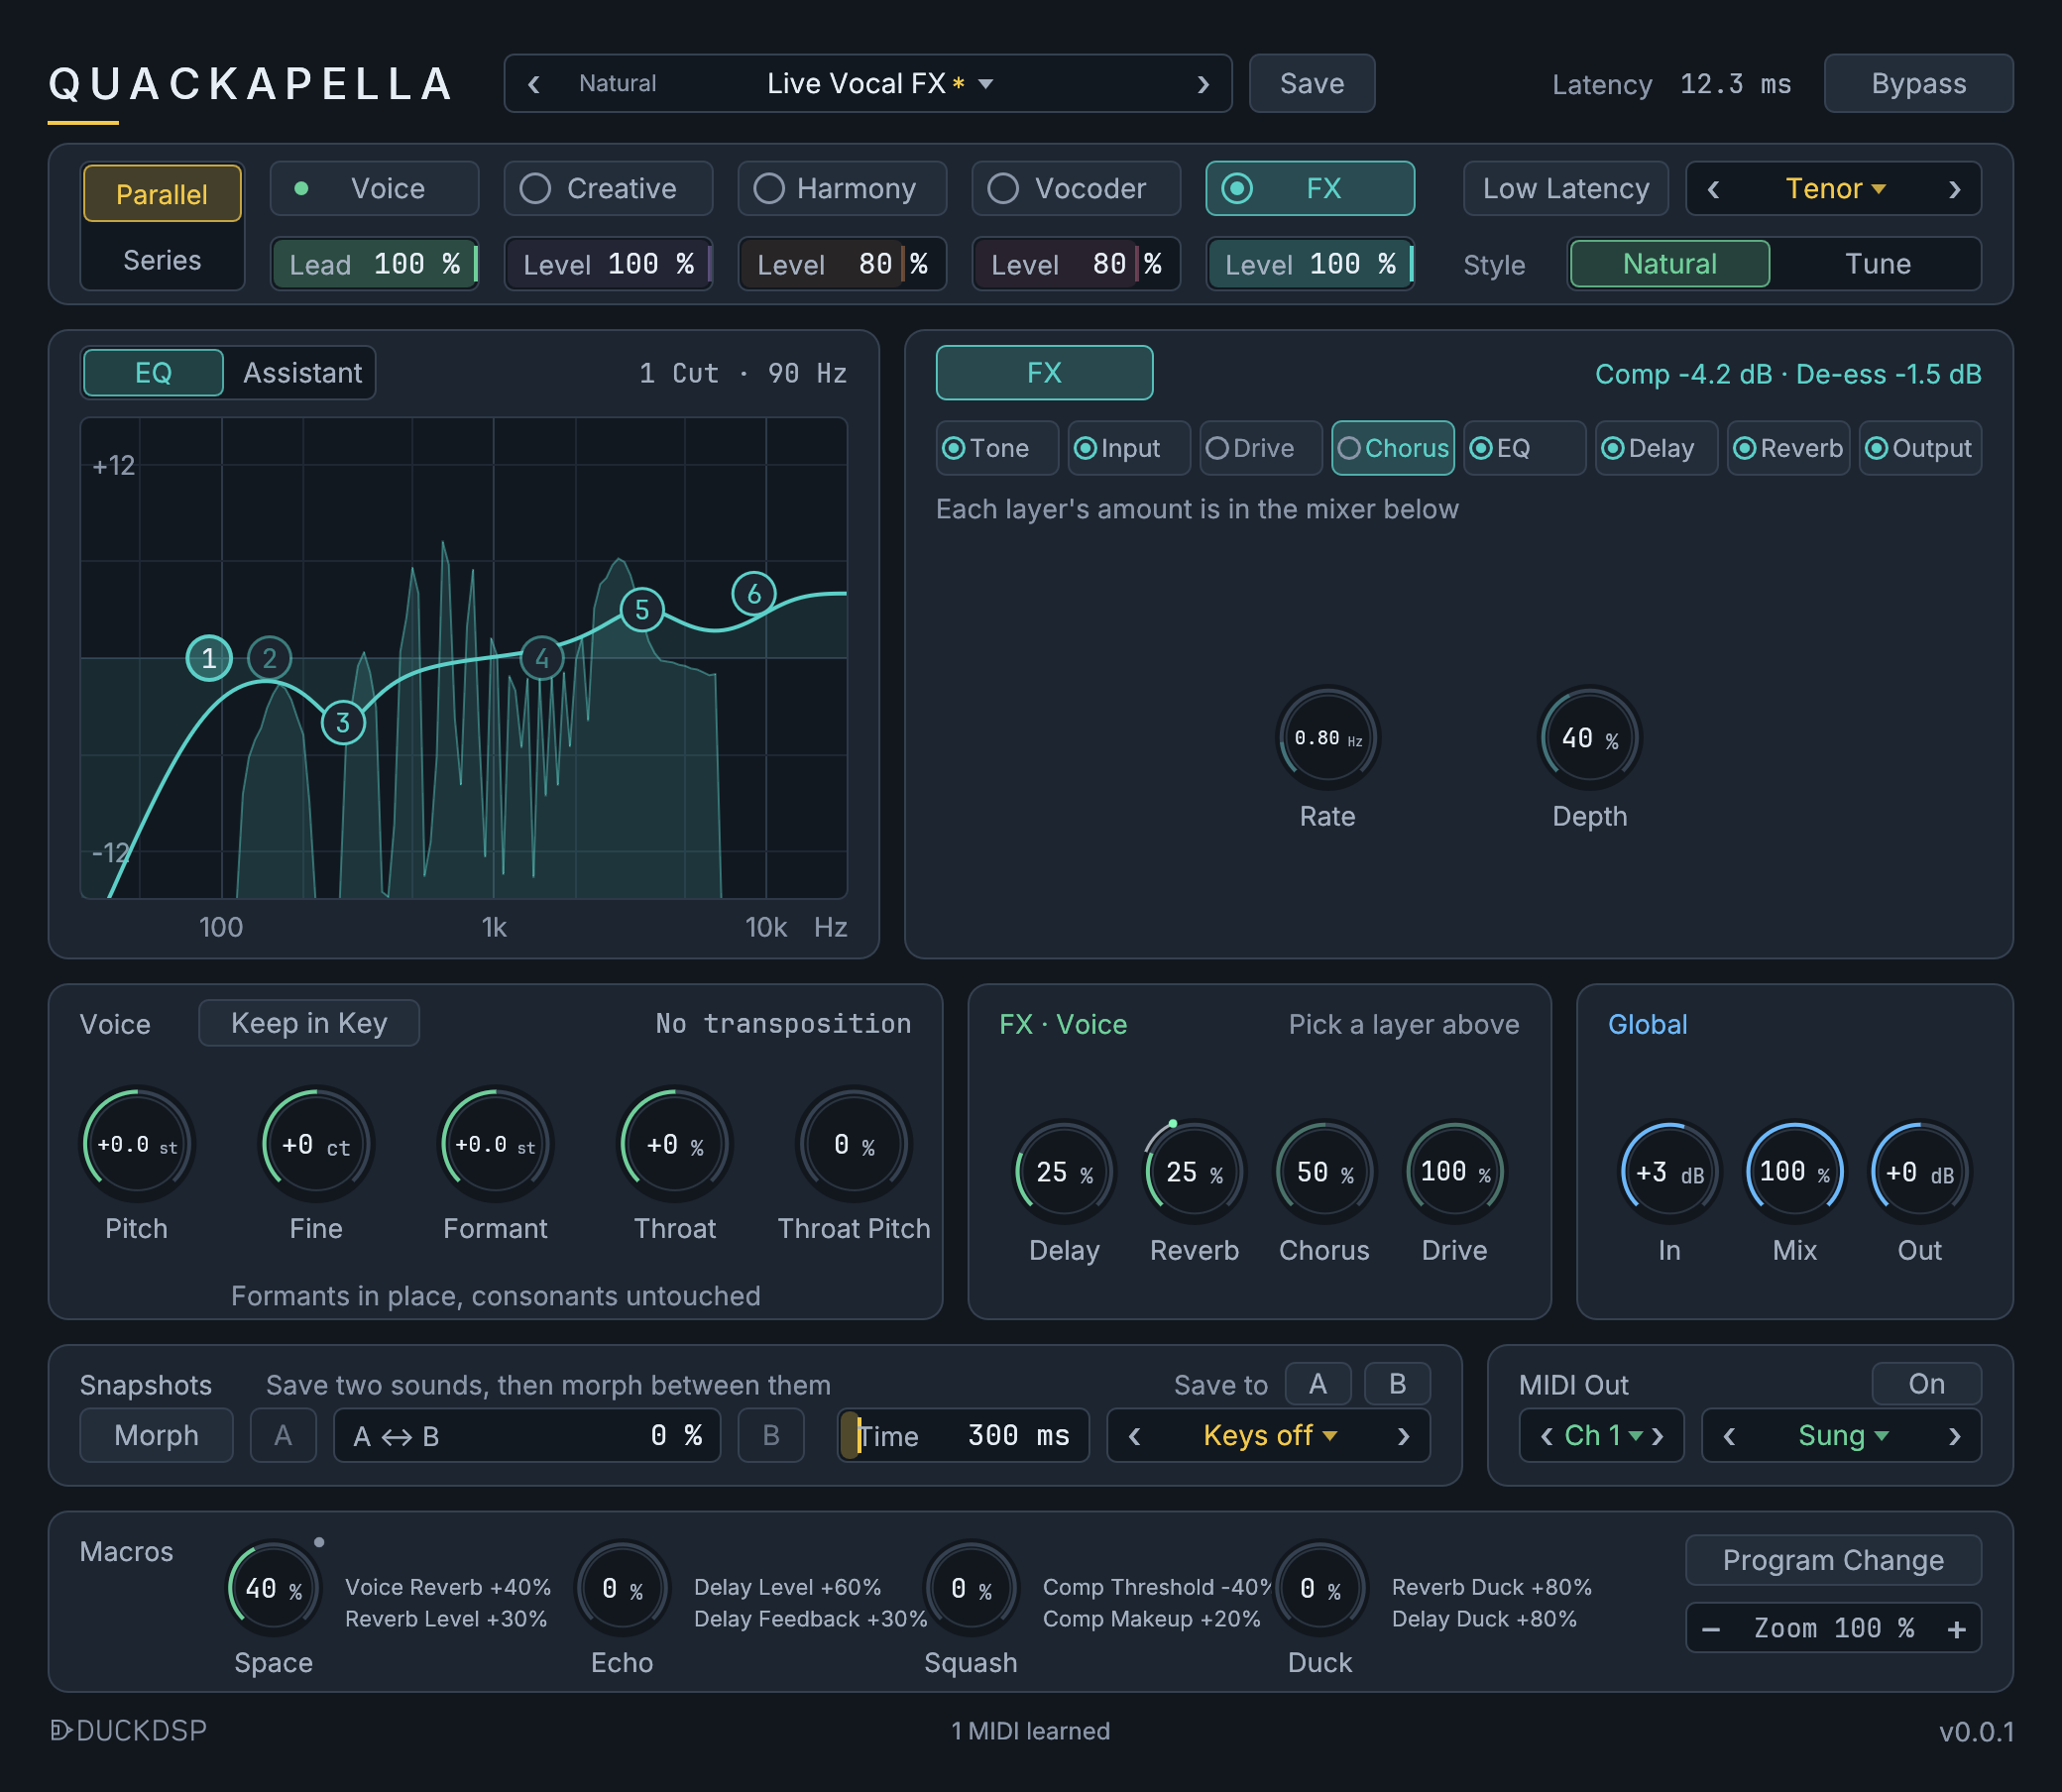 QUACKAPELLA
‹ Natural Live Vocal FX * ›
Save
Latency 12.3 ms
Bypass
Parallel
Voice
Creative
Harmony
Vocoder
FX
Low Latency
‹ Tenor ›
Series
Lead 100 %
Level 100 %
Level 80 %
Level 80 %
Level 100 %
Style
Natural
Tune
EQ
Assistant
1 Cut · 90 Hz
+12
1
2
3
4
5
6
-12
100
1k
10k
Hz
FX
Comp -4.2 dB · De-ess -1.5 dB
Tone
Input
Drive
Chorus
EQ
Delay
Reverb
Output
Each layer's amount is in the mixer below
0.80 Hz
40 %
Rate
Depth
Voice
Keep in Key
No transposition
+0.0 st
+0 ct
+0.0 st
+0 %
0 %
Pitch
Fine
Formant
Throat
Throat Pitch
Formants in place, consonants untouched
FX · Voice
Pick a layer above
25 %
25 %
50 %
100 %
Delay
Reverb
Chorus
Drive
Global
+3 dB
100 %
+0 dB
In
Mix
Out
Snapshots
Save two sounds, then morph between them
Save to
A
B
Morph
A
A ↔ B 0 %
B
Time 300 ms
‹ Keys off ›
MIDI Out
On
‹ Ch 1 ›
‹ Sung ›
Macros
40 %
Space
Voice Reverb +40%
Reverb Level +30%
0 %
Echo
Delay Level +60%
Delay Feedback +30%
0 %
Squash
Comp Threshold -40%
Comp Makeup +20%
0 %
Duck
Reverb Duck +80%
Delay Duck +80%
Program Change
− Zoom 100 % +
DUCKDSP
1 MIDI learned
v0.0.1